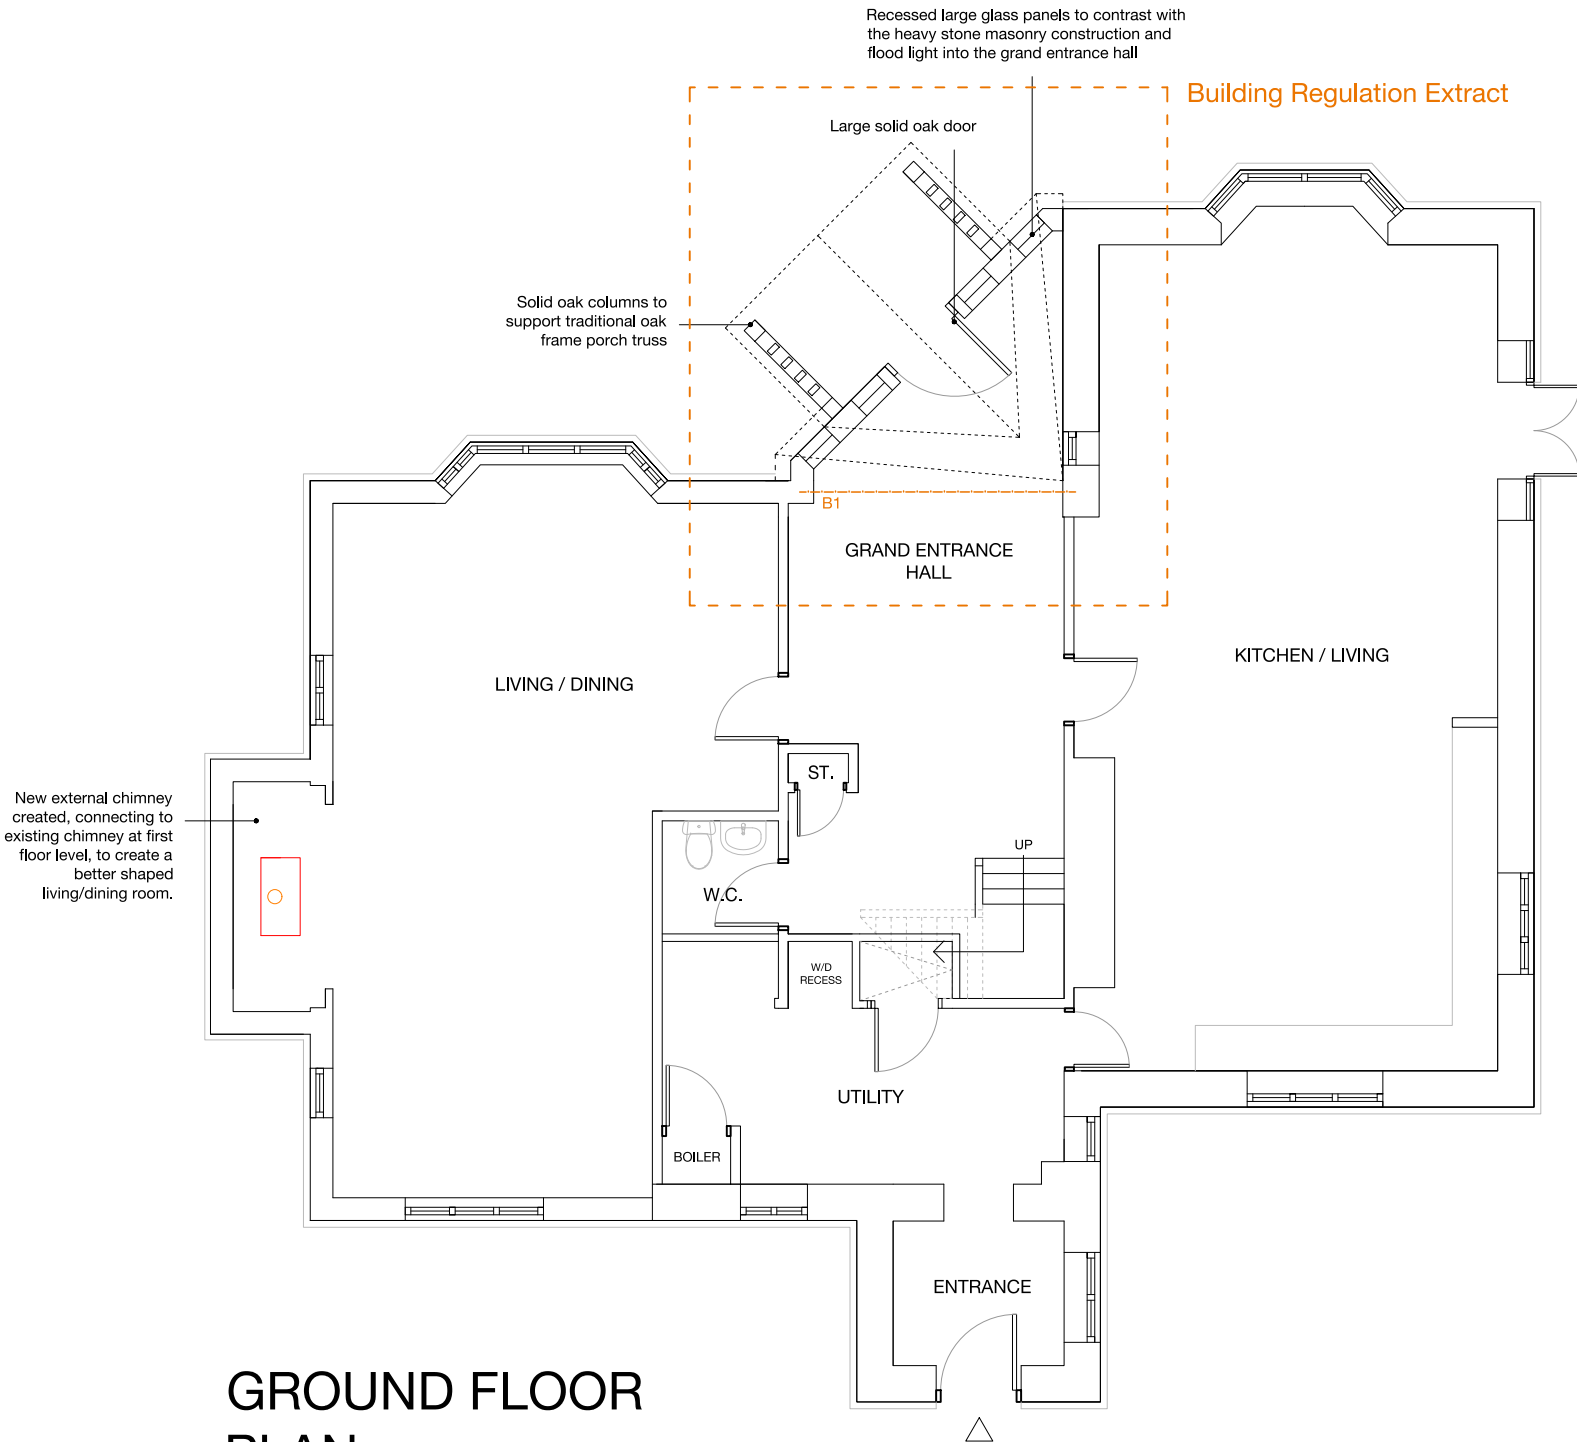 Recessed large glass panels to contrast with
the heavy stone masonry construction and
flood light into the grand entrance hall
Building Regulation Extract
Large solid oak door
Solid oak columns to
support traditional oak
frame porch truss
B1
GRAND ENTRANCE
HALL
KITCHEN / LIVING
LIVING / DINING
ST.
New external chimney
created, connecting to
existing chimney at first
floor level, to create a
better shaped
living/dining room.
UP
W.C.
W/D
RECESS
UTILITY
BOILER
ENTRANCE
GROUND FLOOR
PLAN